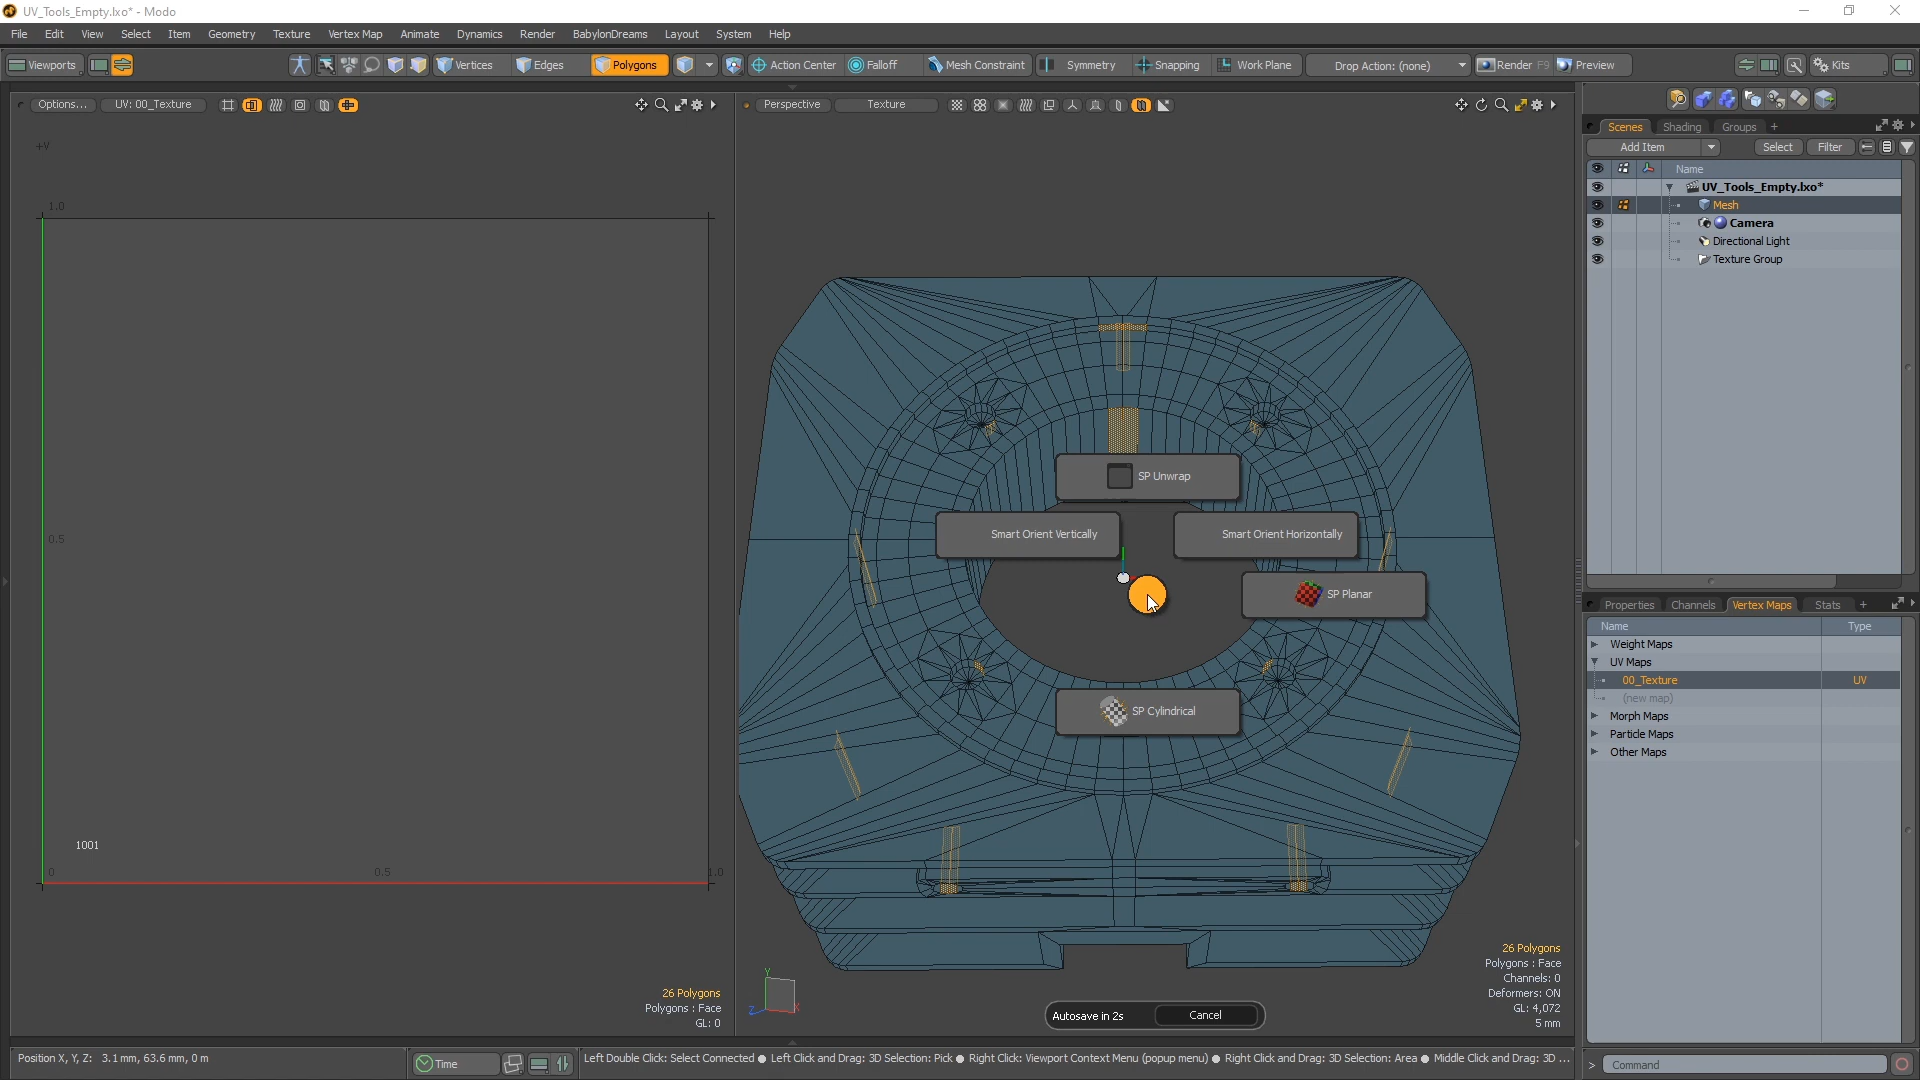 UV_Tools_Empty.lxo* - Modo
File Edit View Select Item Geometry Texture Vertex Map Animate Dynamics Render BabylonDreams Layout System Help
Viewports Vertices Edges Polygons Action Center Falloff Mesh Constraint Symmetry Snapping Work Plane Drop Action: (none) Render F9 Preview Kits
Options... UV: 00_Texture
Perspective Texture
+V
1.0
0.5
1001
0 0.5 1.0
26 Polygons
Polygons : Face
GL: 0
SP Unwrap
Smart Orient Vertically
Smart Orient Horizontally
SP Planar
SP Cylindrical
Y
Z X
Autosave in 2s Cancel
26 Polygons
Polygons : Face
Channels: 0
Deformers: ON
GL: 4,072
5 mm
Scenes Shading Groups +
Add Item Select Filter
Name
UV_Tools_Empty.lxo*
Mesh
Camera
Directional Light
Texture Group
Properties Channels Vertex Maps Stats +
Name Type
Weight Maps
UV Maps
00_Texture UV
(new map)
Morph Maps
Particle Maps
Other Maps
Position X, Y, Z: 3.1 mm, 63.6 mm, 0 m
Time
Left Double Click: Select Connected ● Left Click and Drag: 3D Selection: Pick ● Right Click: Viewport Context Menu (popup menu) ● Right Click and Drag: 3D Selection: Area ● Middle Click and Drag: 3D ...
> Command